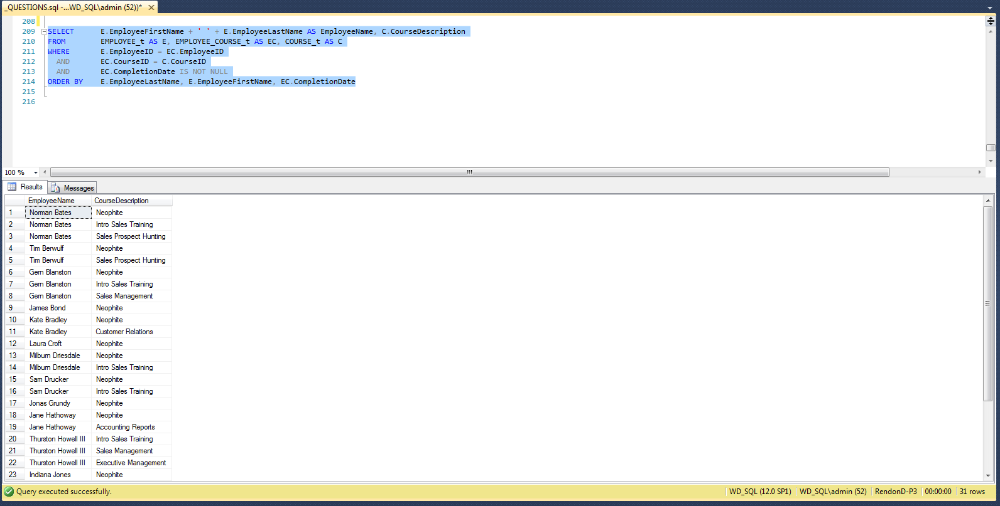 _QUESTIONS.sql -...WD_SQL\admin (52))*
208
209 SELECT E.EmployeeFirstName + ' ' + E.EmployeeLastName AS EmployeeName, C.CourseDescription
210 FROM EMPLOYEE_t AS E, EMPLOYEE_COURSE_t AS EC, COURSE_t AS C
211 WHERE E.EmployeeID = EC.EmployeeID
212 AND EC.CourseID = C.CourseID
213 AND EC.CompletionDate IS NOT NULL
214 ORDER BY E.EmployeeLastName, E.EmployeeFirstName, EC.CompletionDate
215
216
100 %
Results Messages
EmployeeName CourseDescription
1 Norman Bates Neophite
2 Norman Bates Intro Sales Training
3 Norman Bates Sales Prospect Hunting
4 Tim Berwulf Neophite
5 Tim Berwulf Sales Prospect Hunting
6 Gern Blanston Neophite
7 Gern Blanston Intro Sales Training
8 Gern Blanston Sales Management
9 James Bond Neophite
10 Kate Bradley Neophite
11 Kate Bradley Customer Relations
12 Laura Croft Neophite
13 Milburn Driesdale Neophite
14 Milburn Driesdale Intro Sales Training
15 Sam Drucker Neophite
16 Sam Drucker Intro Sales Training
17 Jonas Grundy Neophite
18 Jane Hathoway Neophite
19 Jane Hathoway Accounting Reports
20 Thurston Howell III Intro Sales Training
21 Thurston Howell III Sales Management
22 Thurston Howell III Executive Management
23 Indiana Jones Neophite
Query executed successfully. WD_SQL (12.0 SP1) WD_SQL\admin (52) RendonD-P3 00:00:00 31 rows